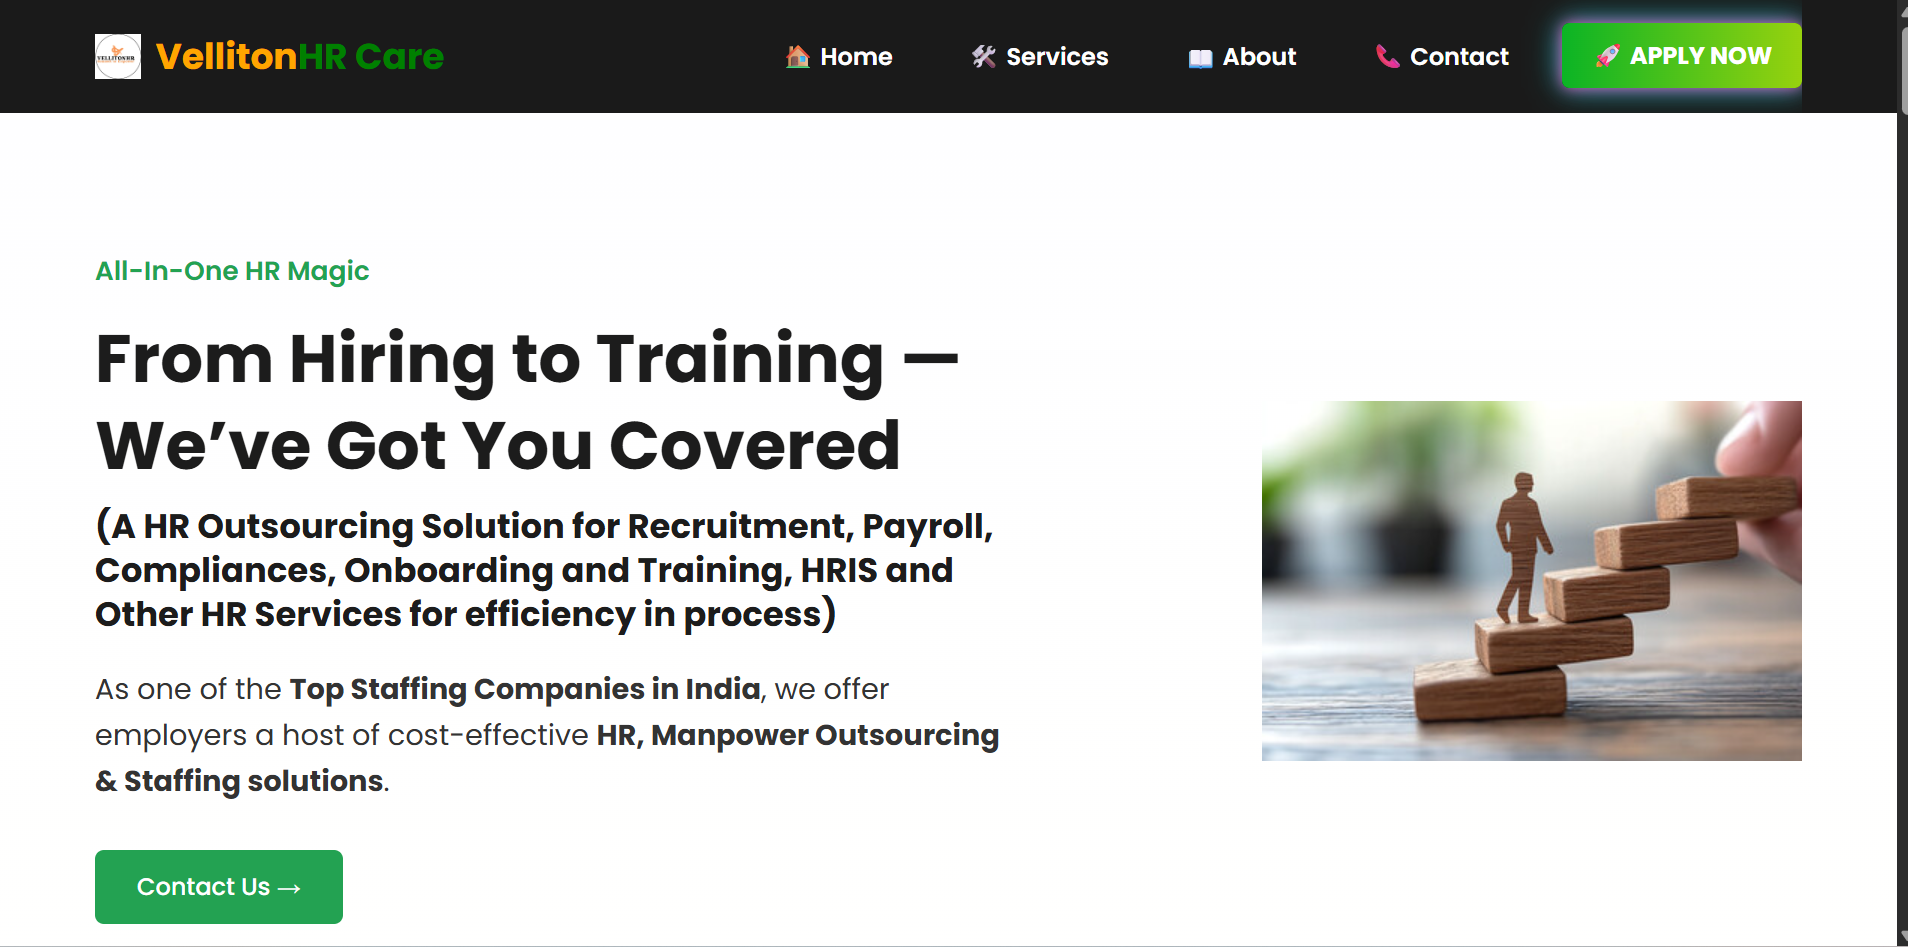 VELLITONHR
VellitonHR Care
🏠 Home
🛠 Services
📖 About
📞 Contact
🚀 APPLY NOW
All-In-One HR Magic
From Hiring to Training —
We’ve Got You Covered
(A HR Outsourcing Solution for Recruitment, Payroll,
Compliances, Onboarding and Training, HRIS and
Other HR Services for efficiency in process)
As one of the Top Staffing Companies in India, we offer
employers a host of cost-effective HR, Manpower Outsourcing
& Staffing solutions.
Contact Us →